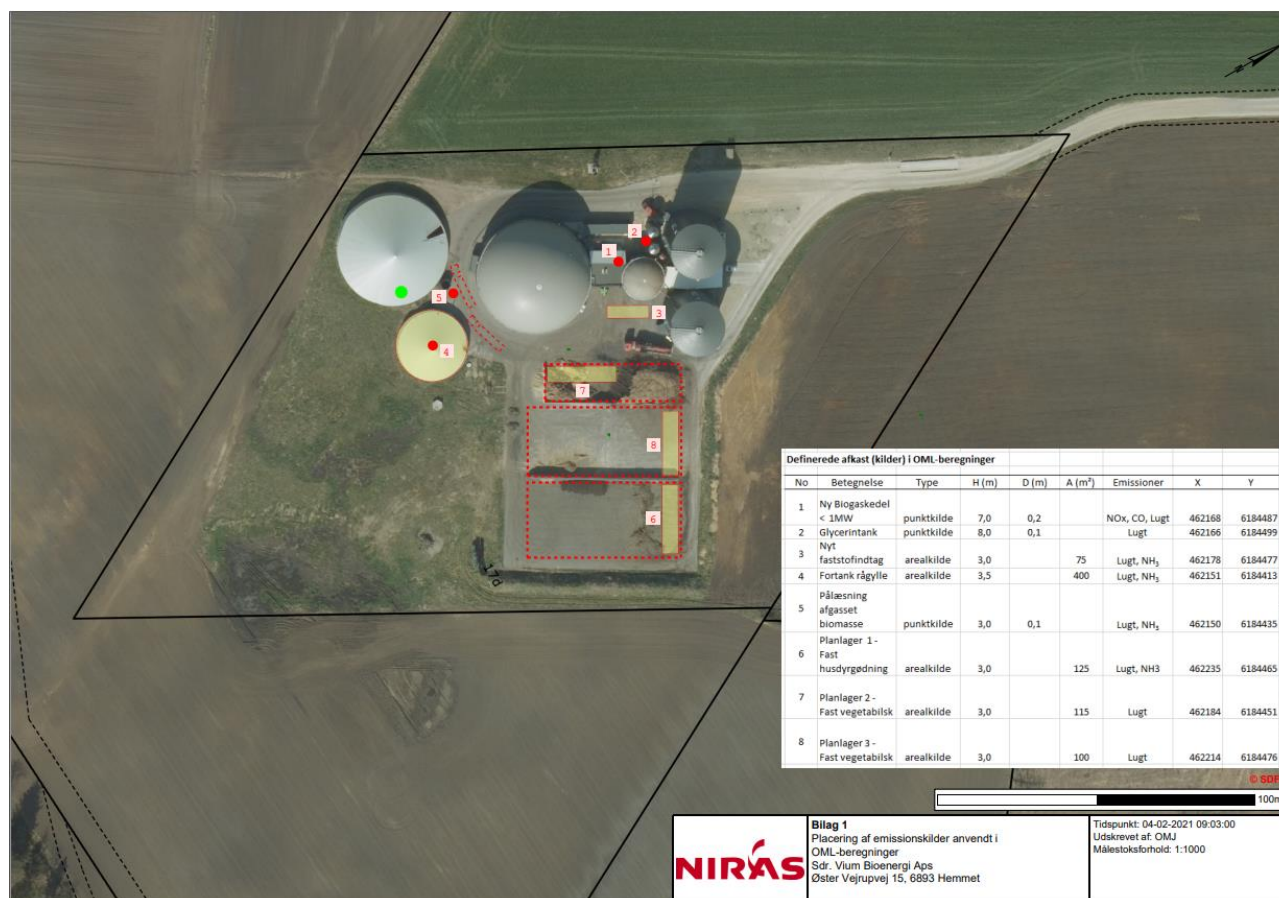 2
1
5
3
4
7
8
6
17d
Definerede afkast (kilder) i OML-beregninger
No Betegnelse Type H (m) D (m) A (m²) Emissioner X Y
1 Ny Biogaskedel
< 1MW punktkilde 7,0 0,2 NOx, CO, Lugt 462168 6184487
2 Glycerintank punktkilde 8,0 0,1 Lugt 462166 6184499
3 Nyt
faststofindtag arealkilde 3,0 75 Lugt, NH₃ 462178 6184477
4 Fortank rågylle arealkilde 3,5 400 Lugt, NH₃ 462151 6184413
5 Pålæsning
afgasset
biomasse punktkilde 3,0 0,1 Lugt, NH₃ 462150 6184435
6 Planlager 1 -
Fast
husdyrgødning arealkilde 3,0 125 Lugt, NH3 462235 6184465
7 Planlager 2 -
Fast vegetabilsk arealkilde 3,0 115 Lugt 462184 6184451
8 Planlager 3 -
Fast vegetabilsk arealkilde 3,0 100 Lugt 462214 6184476
© SDF
100m
NIRAS
Bilag 1
Placering af emissionskilder anvendt i
OML-beregninger
Sdr. Vium Bioenergi Aps
Øster Vejrupvej 15, 6893 Hemmet
Tidspunkt: 04-02-2021 09:03:00
Udskrevet af: OMJ
Målestoksforhold: 1:1000